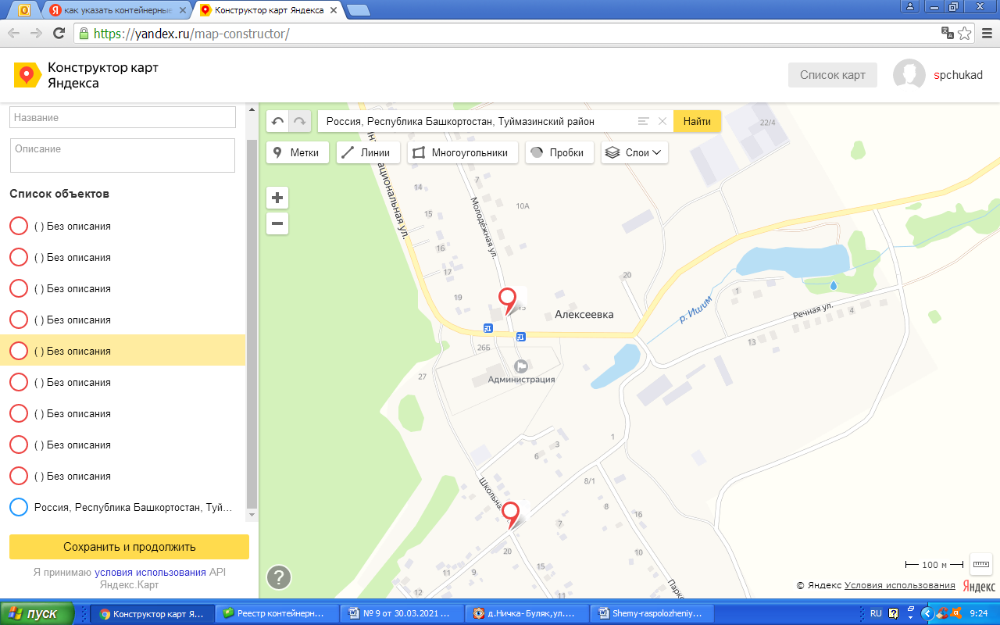 как указать контейнерные
Конструктор карт Яндекса
https://yandex.ru/map-constructor/
Конструктор карт
Яндекса
Список карт
spchukad
Название
Описание
Список объектов
( ) Без описания
( ) Без описания
( ) Без описания
( ) Без описания
( ) Без описания
( ) Без описания
( ) Без описания
( ) Без описания
( ) Без описания
Россия, Республика Башкортостан, Туй...
Сохранить и продолжить
Я принимаю условия использования API
Яндекс.Карт
Россия, Республика Башкортостан, Туймазинский район
Найти
Метки
Линии
Многоугольники
Пробки
Слои
22/4
7
14
10А
15
Молодёжная ул.
16
17
20
19
1
15
Алексеевка
р. Ишим
Речная ул.
4
13
26Б
27
Администрация
1
3
6
8/1
Школьна
8
16
7
20
15
10
9
11
12
11
Парко
100 м
© Яндекс Условия использования
Яндекс
пуск
Конструктор карт Я...
Реестр контейнерн...
№ 9 от 30.03.2021 ...
д.Ничка- Буляк,ул....
Shemy-raspolozheniy...
RU
9:24